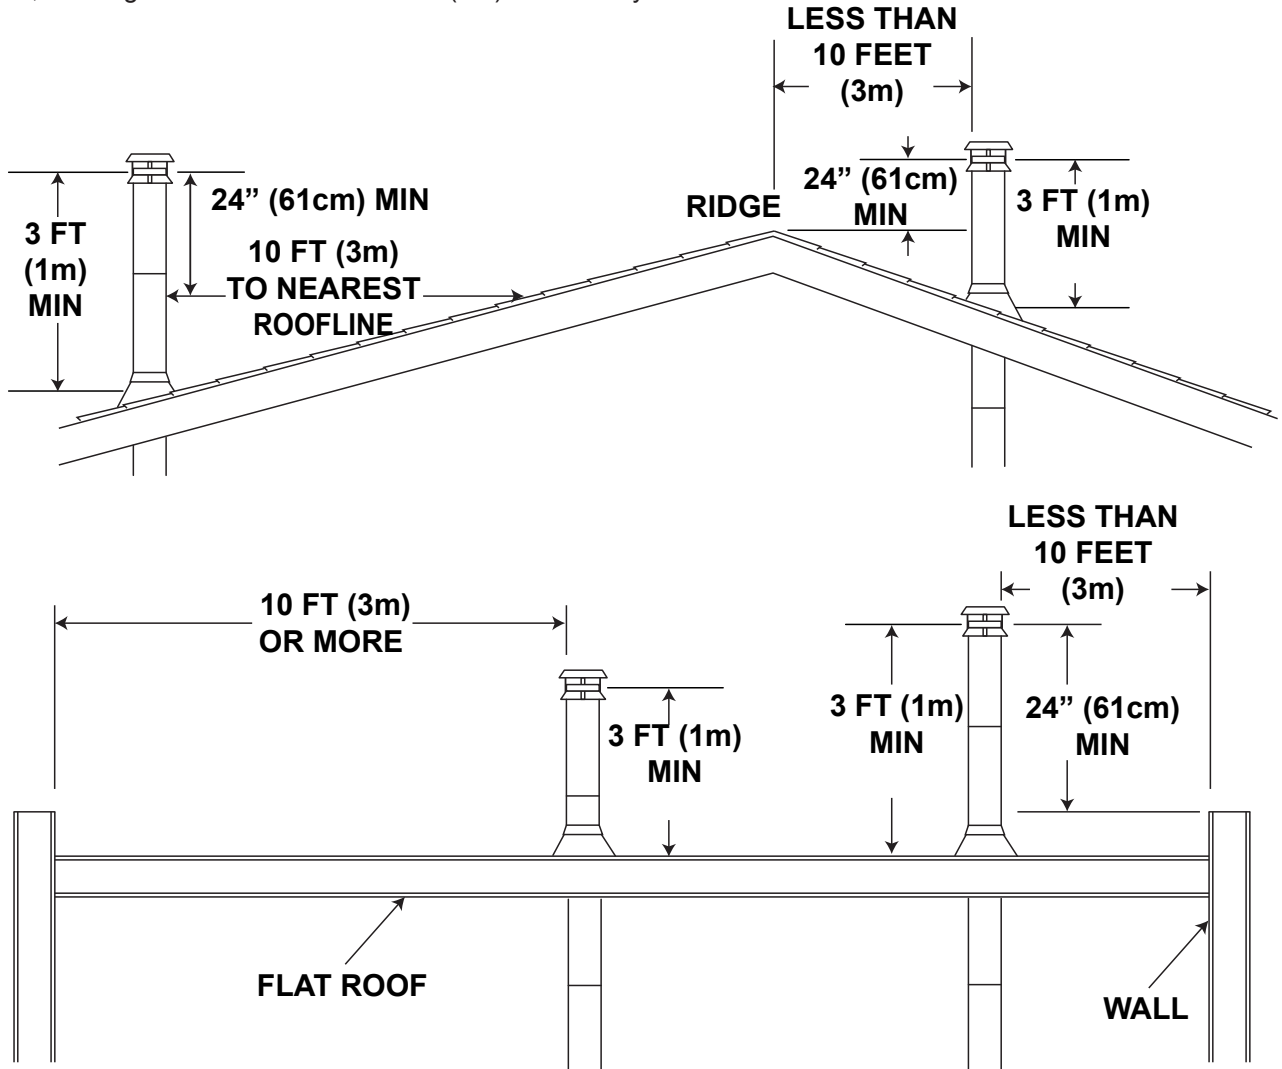 LESS THAN
10 FEET
(3m)
24” (61cm) MIN
3 FT
(1m)
MIN
10 FT (3m)
TO NEAREST
ROOFLINE
RIDGE
24” (61cm)
MIN
3 FT (1m)
MIN
LESS THAN
10 FEET
(3m)
10 FT (3m)
OR MORE
3 FT (1m)
MIN
3 FT (1m)
MIN
24” (61cm)
MIN
FLAT ROOF
WALL